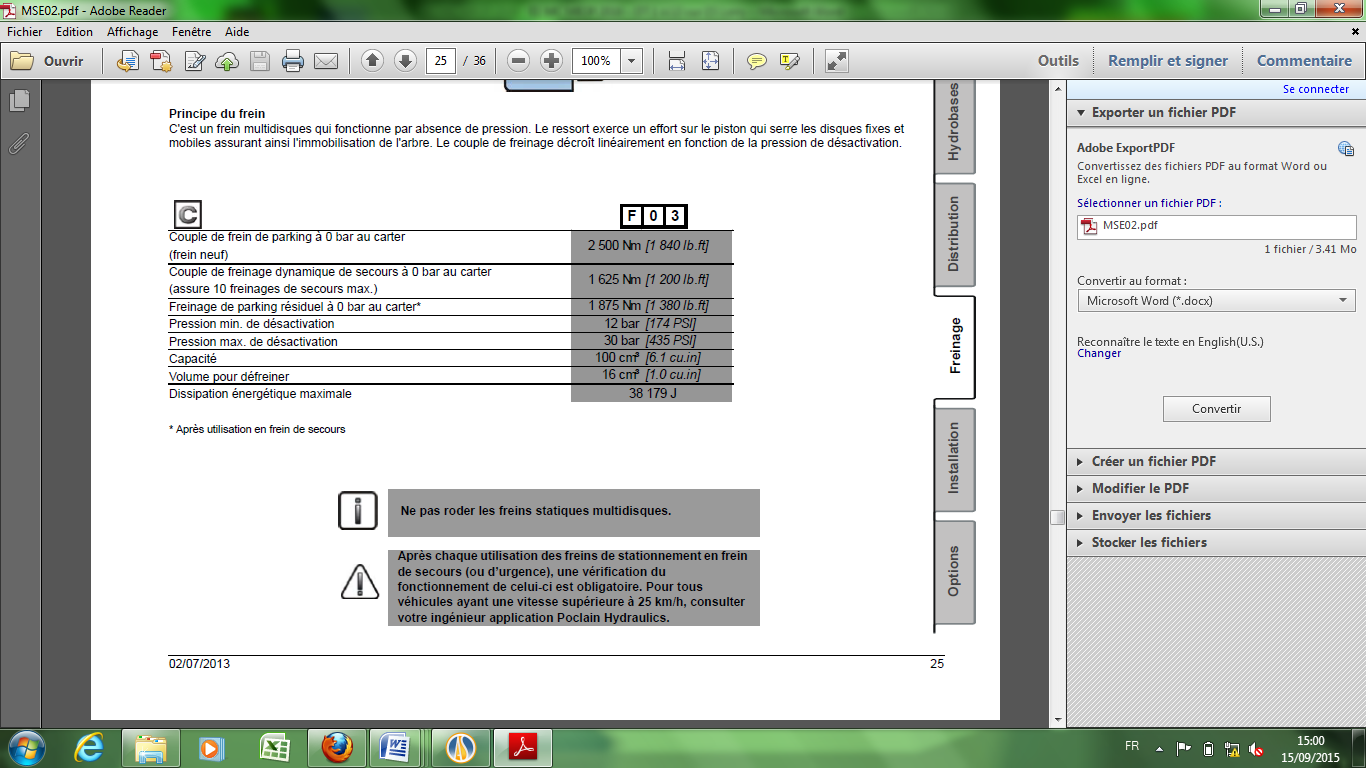 MSE02.pdf - Adobe Reader
Fichier Edition Affichage Fenêtre Aide
Ouvrir 25 / 36 100% Outils Remplir et signer Commentaire
Se connecter
Principe du frein
C'est un frein multidisques qui fonctionne par absence de pression. Le ressort exerce un effort sur le piston qui serre les disques fixes et
mobiles assurant ainsi l'immobilisation de l'arbre. Le couple de freinage décroît linéairement en fonction de la pression de désactivation.
C F 0 3
Couple de frein de parking à 0 bar au carter
(frein neuf) 2 500 Nm [1 840 lb.ft]
Couple de freinage dynamique de secours à 0 bar au carter
(assure 10 freinages de secours max.) 1 625 Nm [1 200 lb.ft]
Freinage de parking résiduel à 0 bar au carter* 1 875 Nm [1 380 lb.ft]
Pression min. de désactivation 12 bar [174 PSI]
Pression max. de désactivation 30 bar [435 PSI]
Capacité 100 cm³ [6.1 cu.in]
Volume pour défreiner 16 cm³ [1.0 cu.in]
Dissipation énergétique maximale 38 179 J
* Après utilisation en frein de secours
i Ne pas roder les freins statiques multidisques.
Après chaque utilisation des freins de stationnement en frein
de secours (ou d'urgence), une vérification du
fonctionnement de celui-ci est obligatoire. Pour tous
véhicules ayant une vitesse supérieure à 25 km/h, consulter
votre ingénieur application Poclain Hydraulics.
02/07/2013 25
Hydrobases
Distribution
Freinage
Installation
Options
Exporter un fichier PDF
Adobe ExportPDF
Convertissez des fichiers PDF au format Word ou
Excel en ligne.
Sélectionner un fichier PDF :
MSE02.pdf
1 fichier / 3.41 Mo
Convertir au format :
Microsoft Word (*.docx)
Reconnaître le texte en English(U.S.)
Changer
Convertir
Créer un fichier PDF
Modifier le PDF
Envoyer les fichiers
Stocker les fichiers
FR 15:00
15/09/2015